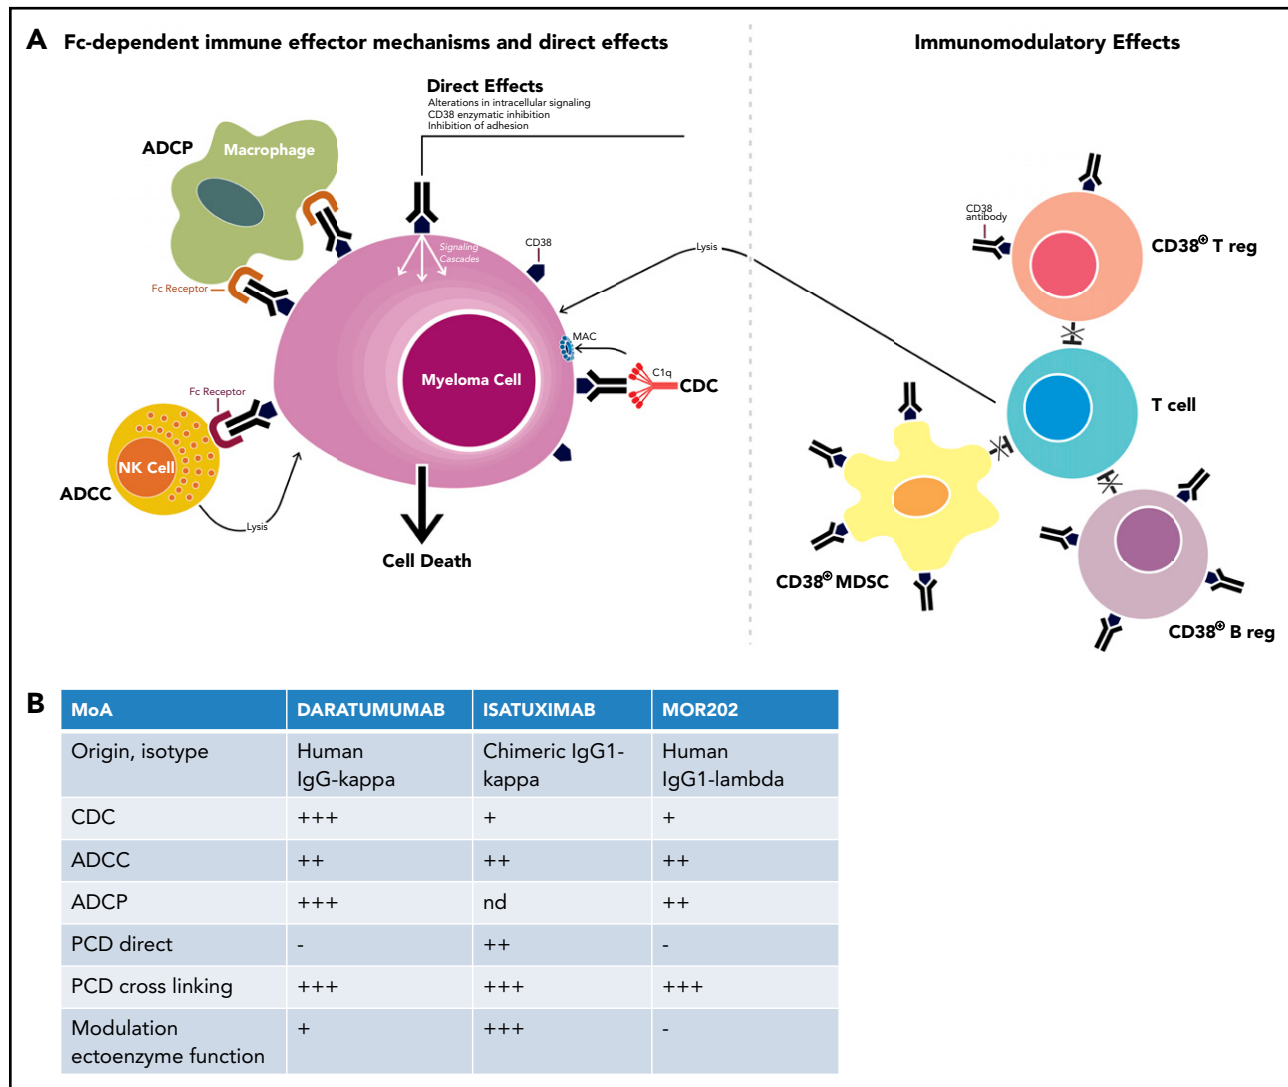 A Fc-dependent immune effector mechanisms and direct effects
Immunomodulatory Effects
Direct Effects
Alterations in intracellular signaling
CD38 enzymatic inhibition
Inhibition of adhesion
ADCP
Macrophage
Fc Receptor
Signaling
Cascades
CD38
Lysis
MAC
C1q
CDC
Myeloma Cell
Fc Receptor
NK Cell
ADCC
Lysis
Cell Death
CD38
antibody
CD38⊕ T reg
T cell
CD38⊕ MDSC
CD38⊕ B reg
B
MoA DARATUMUMAB ISATUXIMAB MOR202
Origin, isotype Human Chimeric IgG1- Human
IgG-kappa kappa IgG1-lambda
CDC +++ + +
ADCC ++ ++ ++
ADCP +++ nd ++
PCD direct - ++ -
PCD cross linking +++ +++ +++
Modulation + +++ -
ectoenzyme function